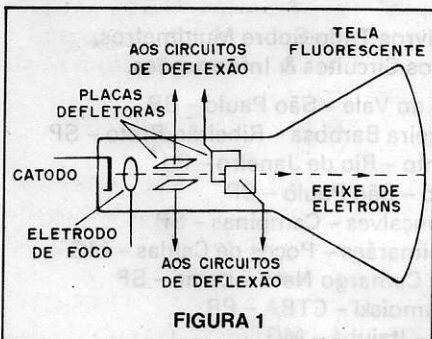 TELA
FLUORESCENTE
AOS CIRCUITOS
DE DEFLEXÃO
PLACAS
DEFLETORAS
CATODO
FEIXE DE
ELETRONS
ELETRODO
DE FOCO
AOS CIRCUITOS
DE DEFLEXÃO
FIGURA 1